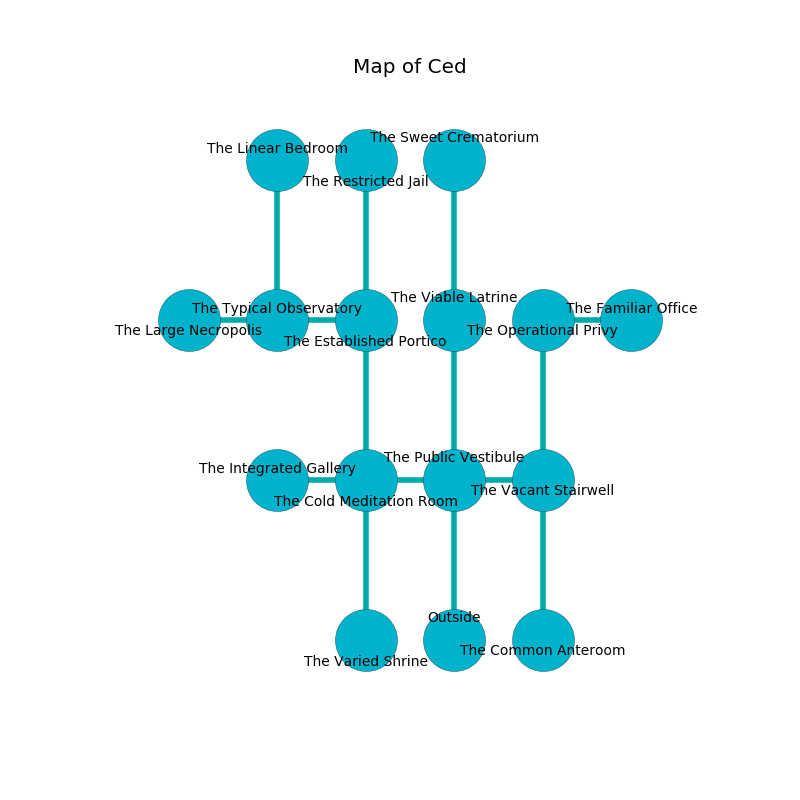 Map of Ced
The Sweet Crematorium
The Linear Bedroom
The Restricted Jail
The Viable Latrine
The Typical Observatory
The Familiar Office
The Large Necropolis
The Operational Privy
The Established Portico
The Public Vestibule
The Integrated Gallery
The Vacant Stairwell
The Cold Meditation Room
Outside
The Common Anteroom
The Varied Shrine